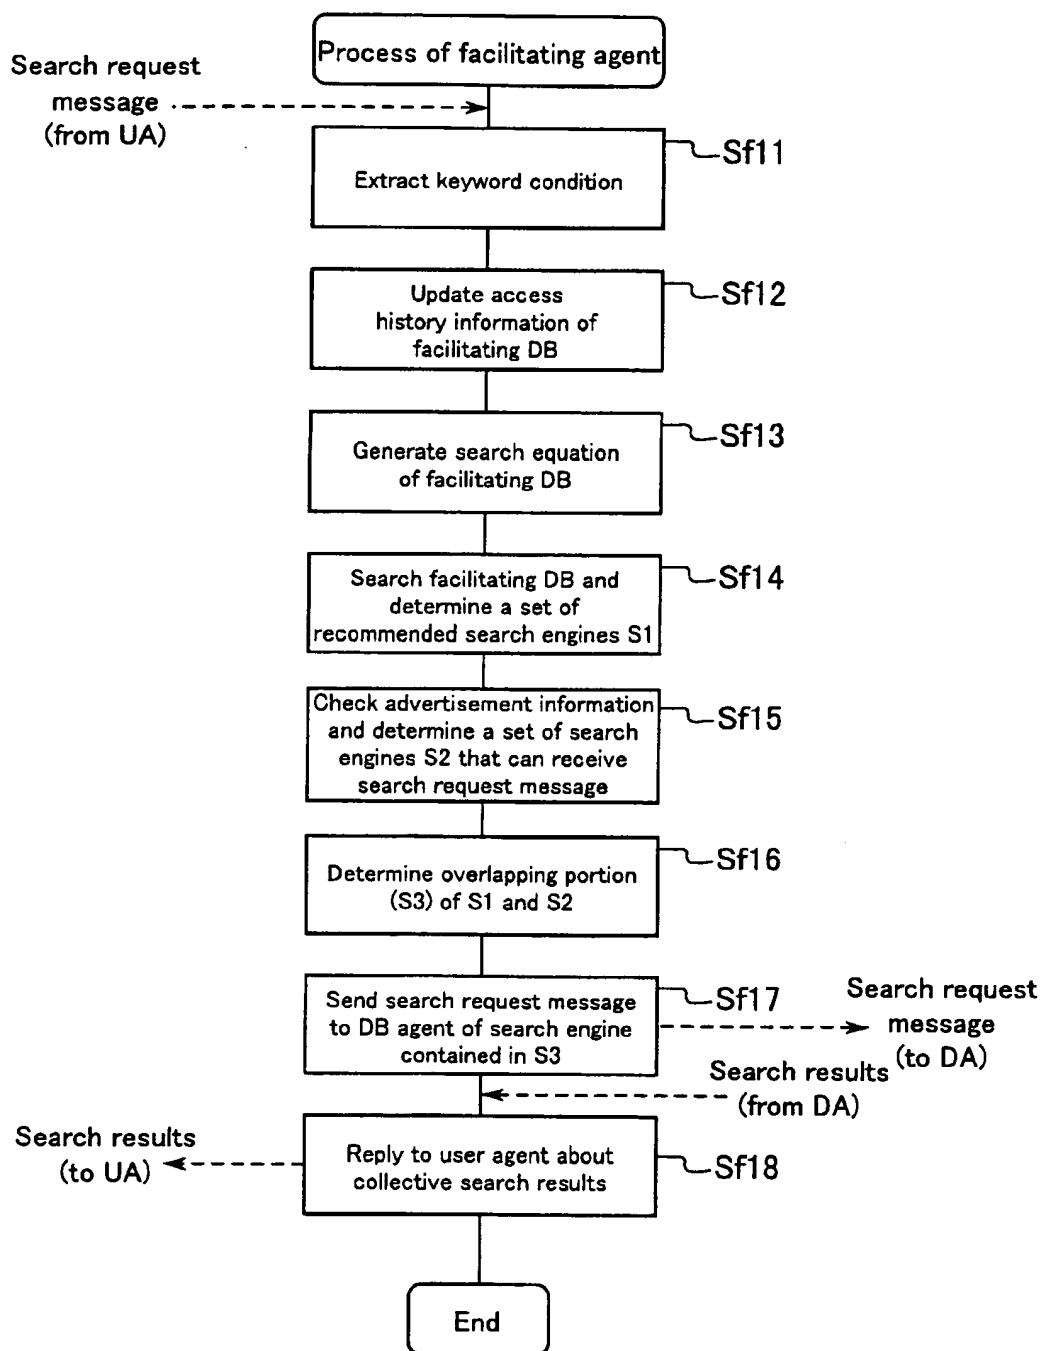 Process of facilitating agent
Search request
message
(from UA)
Extract keyword condition
Sf11
Update access
history information of
facilitating DB
Sf12
Generate search equation
of facilitating DB
Sf13
Search facilitating DB and
determine a set of
recommended search engines S1
Sf14
Check advertisement information
and determine a set of search
engines S2 that can receive
search request message
Sf15
Determine overlapping portion
(S3) of S1 and S2
Sf16
Send search request message
to DB agent of search engine
contained in S3
Sf17
Search request
message
(to DA)
Search results
(from DA)
Search results
(to UA)
Reply to user agent about
collective search results
Sf18
End